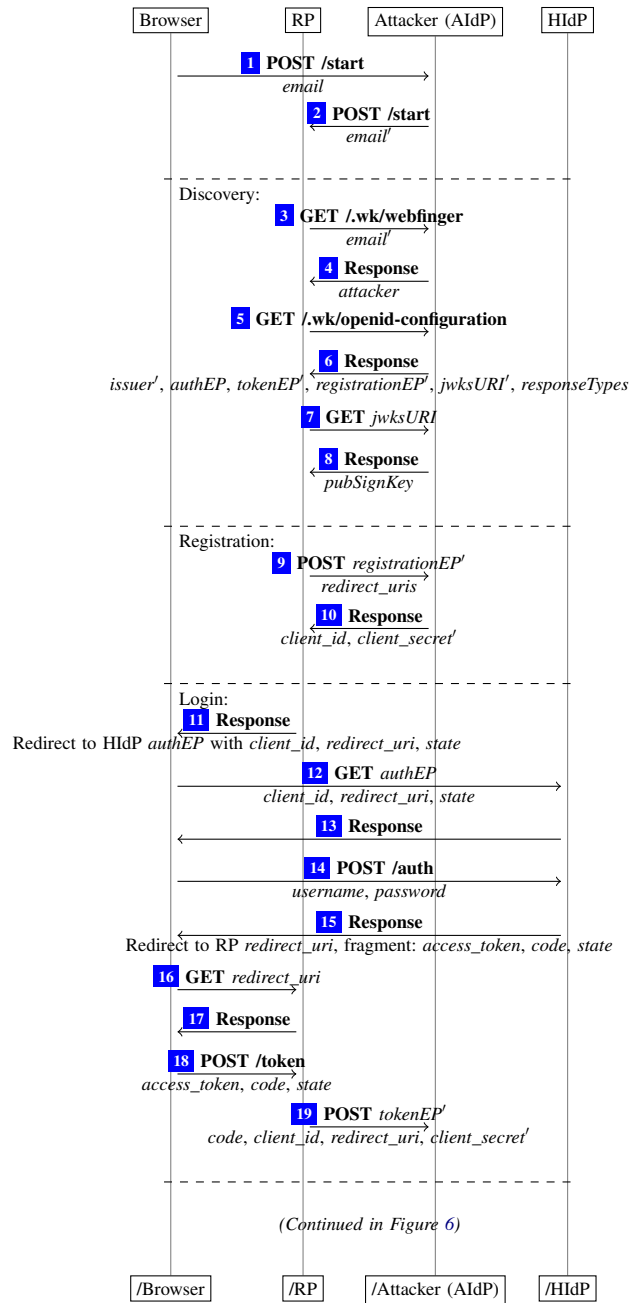 Browser RP Attacker (AIdP) HIdP
1 POST /start
email
2 POST /start
email′
Discovery:
3 GET /.wk/webfinger
email′
4 Response
attacker
5 GET /.wk/openid-configuration
6 Response
issuer′, authEP, tokenEP′, registrationEP′, jwksURI′, responseTypes
7 GET jwksURI
8 Response
pubSignKey
Registration:
9 POST registrationEP′
redirect_uris
10 Response
client_id, client_secret′
Login:
11 Response
Redirect to HIdP authEP with client_id, redirect_uri, state
12 GET authEP
client_id, redirect_uri, state
13 Response
14 POST /auth
username, password
15 Response
Redirect to RP redirect_uri, fragment: access_token, code, state
16 GET redirect_uri
17 Response
18 POST /token
access_token, code, state
19 POST tokenEP′
code, client_id, redirect_uri, client_secret′
(Continued in Figure 6)
/Browser /RP /Attacker (AIdP) /HIdP